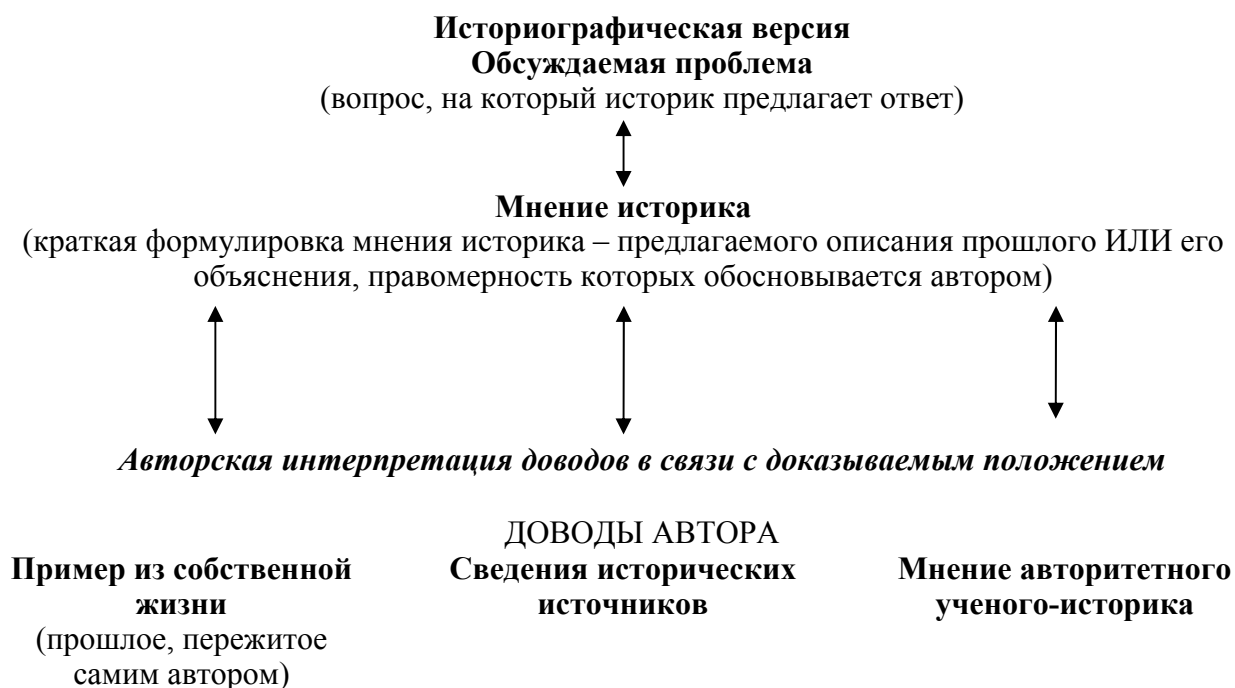 Историографическая версия
Обсуждаемая проблема
(вопрос, на который историк предлагает ответ)
Мнение историка
(краткая формулировка мнения историка – предлагаемого описания прошлого ИЛИ его
объяснения, правомерность которых обосновывается автором)
Авторская интерпретация доводов в связи с доказываемым положением
ДОВОДЫ АВТОРА
Пример из собственной
жизни
(прошлое, пережитое
самим автором)
Сведения исторических
источников
Мнение авторитетного
ученого-историка